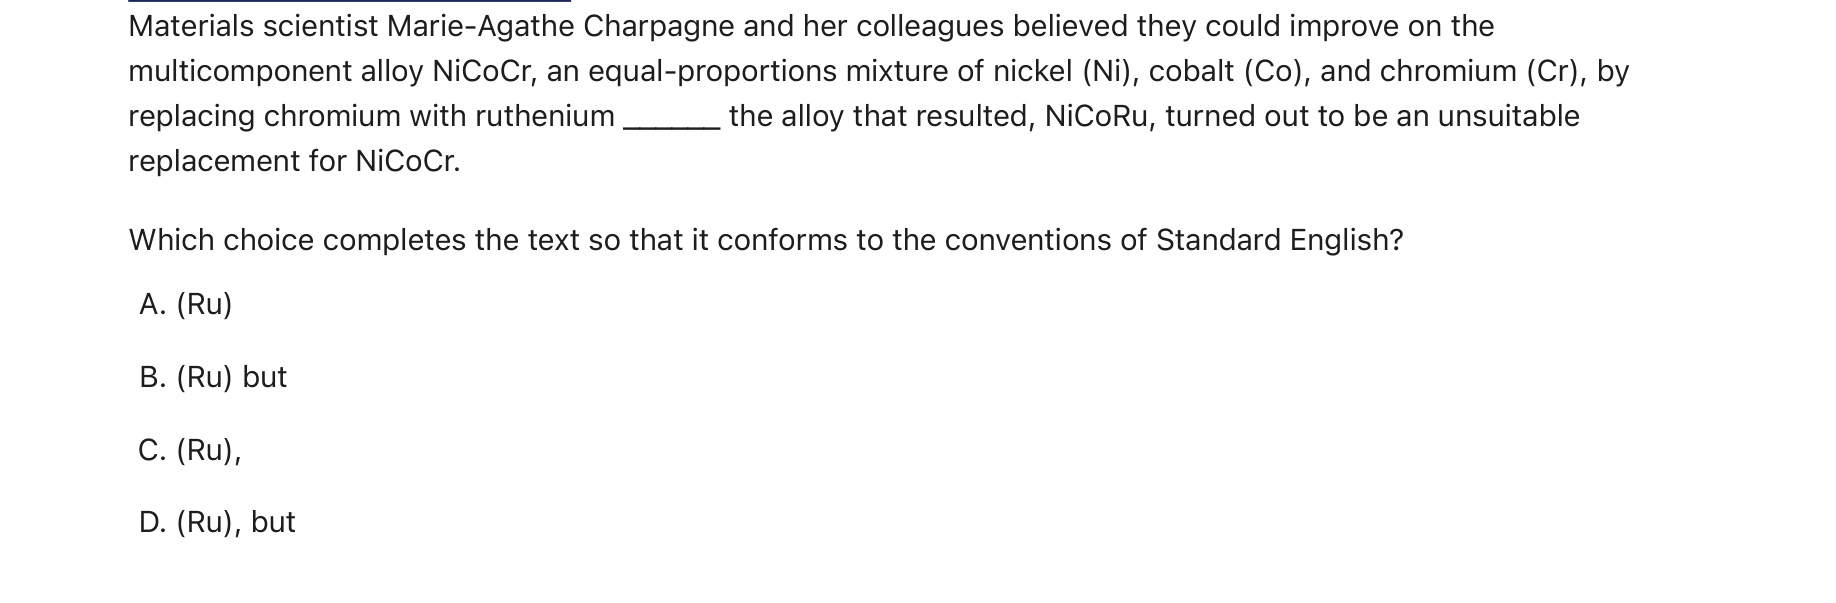 Materials scientist Marie-Agathe Charpagne and her colleagues believed they could improve on the
multicomponent alloy NiCoCr, an equal-proportions mixture of nickel (Ni), cobalt (Co), and chromium (Cr), by
replacing chromium with ruthenium ______ the alloy that resulted, NiCoRu, turned out to be an unsuitable
replacement for NiCoCr.
Which choice completes the text so that it conforms to the conventions of Standard English?
A. (Ru)
B. (Ru) but
C. (Ru),
D. (Ru), but